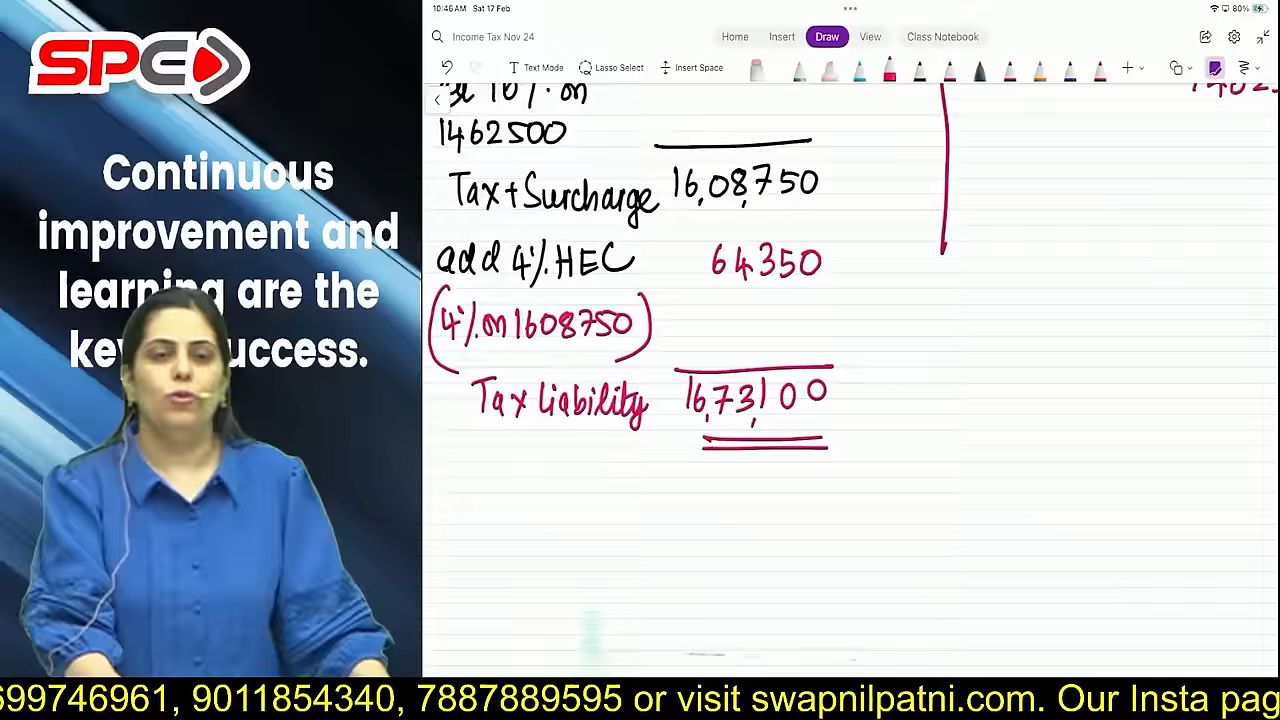 SPE
Continuous
improvement and
learning are the
success.
10:46 AM Sat 17 Feb
80%
Income Tax Nov 24
Home Insert Draw View Class Notebook
Text Mode Lasso Select Insert Space
10% on
1462500
Tax + Surcharge 16,08,750
add 4% HEC 64350
(4% on 1608750)
Tax liability 16,73,100
699746961, 9011854340, 7887889595 or visit swapnilpatni.com. Our Insta pag